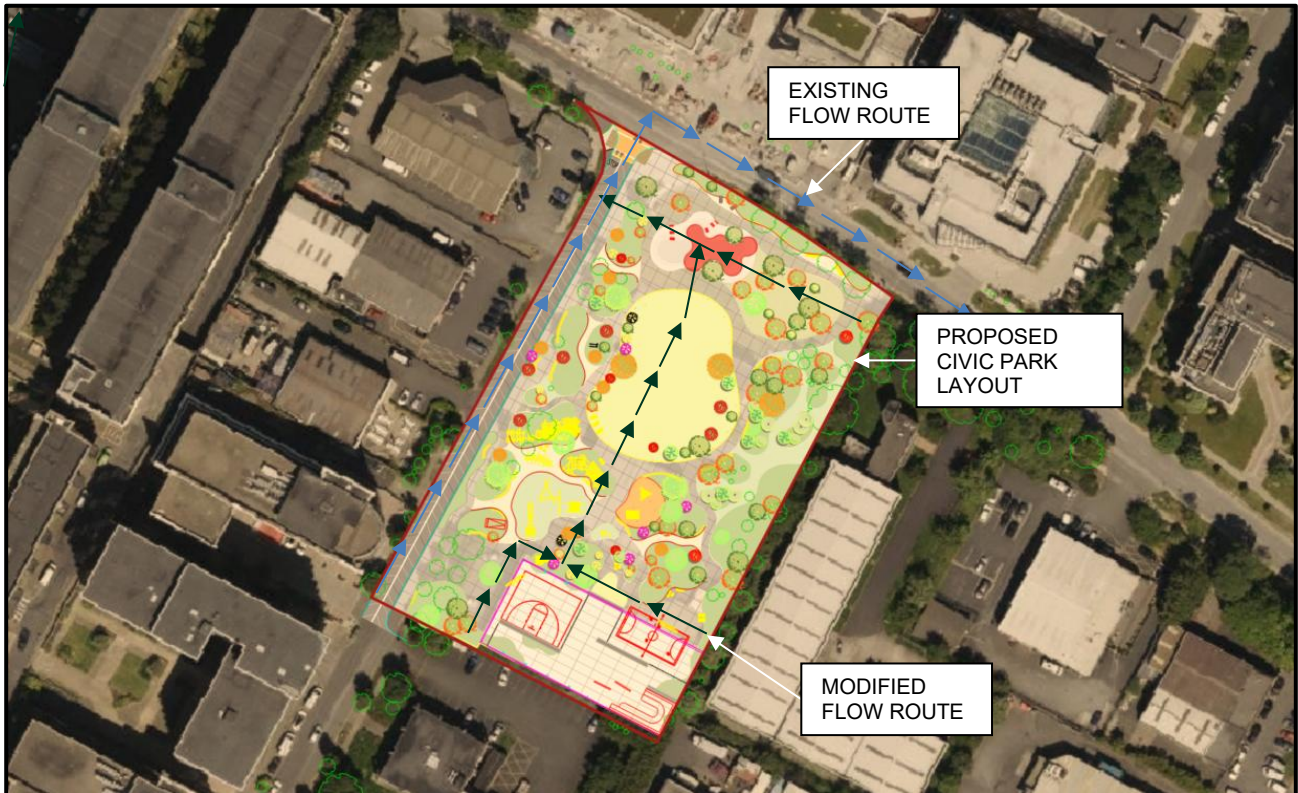 EXISTING
FLOW ROUTE
PROPOSED
CIVIC PARK
LAYOUT
MODIFIED
FLOW ROUTE